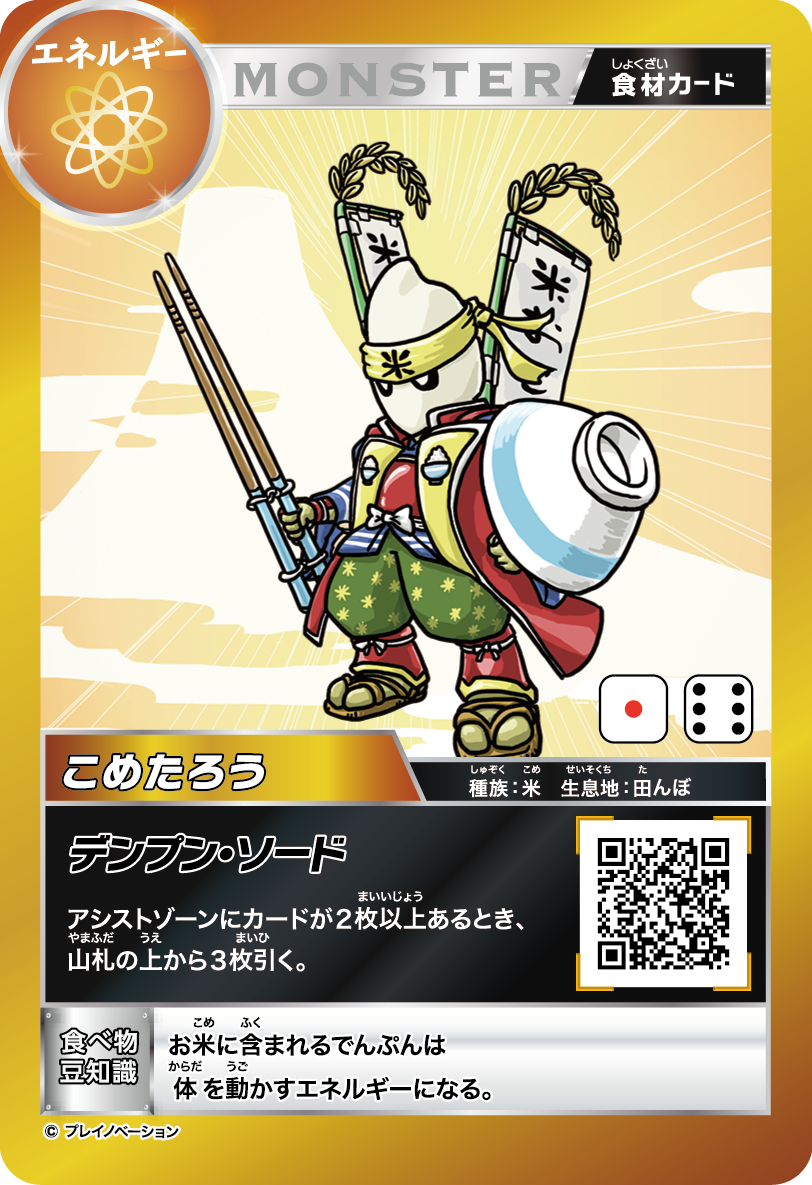 エネルギー
MONSTER
しょくざい
食材カード
米
米
米
こめたろう
しゅぞく こめ せいそくち た
種族：米 生息地：田んぼ
デンプン・ソード
まいいじょう
アシストゾーンにカードが２枚以上あるとき、
やまふだ うえ まいひ
山札の上から３枚引く。
食べ物
豆知識
こめ ふく
お米に含まれるでんぷんは
からだ うご
体を動かすエネルギーになる。
© プレイノベーション